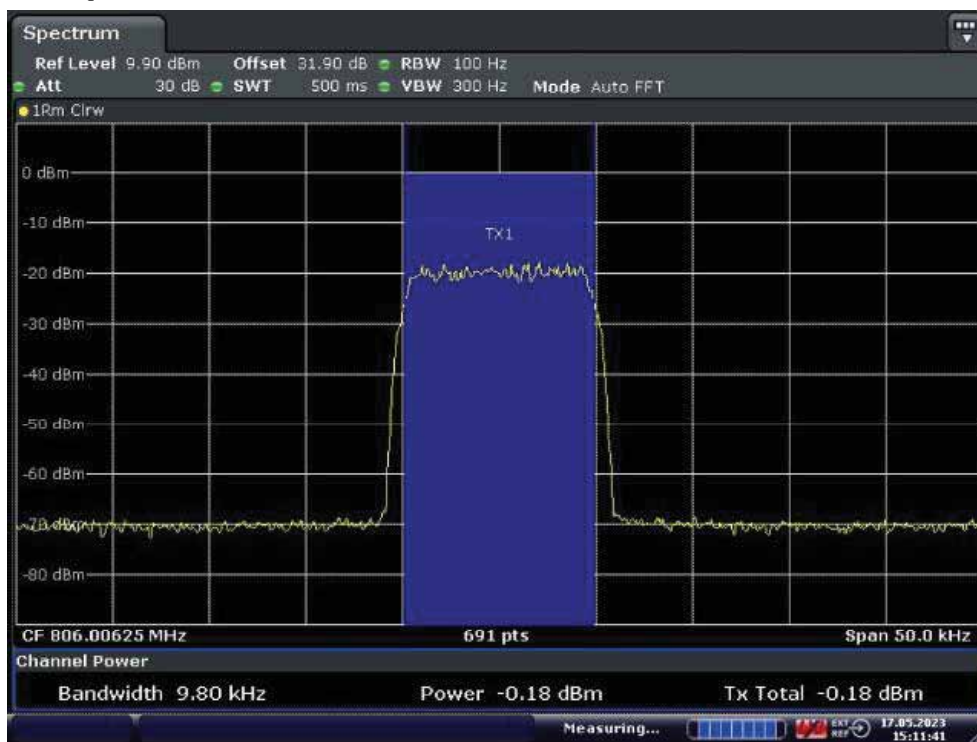 Spectrum
Ref Level 9.90 dBm Offset 31.90 dB RBW 100 Hz
Att 30 dB SWT 500 ms VBW 300 Hz Mode Auto FFT
1Rm Clrw
0 dBm
-10 dBm
TX1
-20 dBm
-30 dBm
-40 dBm
-50 dBm
-60 dBm
-70 dBm
-80 dBm
CF 806.00625 MHz 691 pts Span 50.0 kHz
Channel Power
Bandwidth 9.80 kHz Power -0.18 dBm Tx Total -0.18 dBm
Measuring... EXT REF 17.05.2023
15:11:41